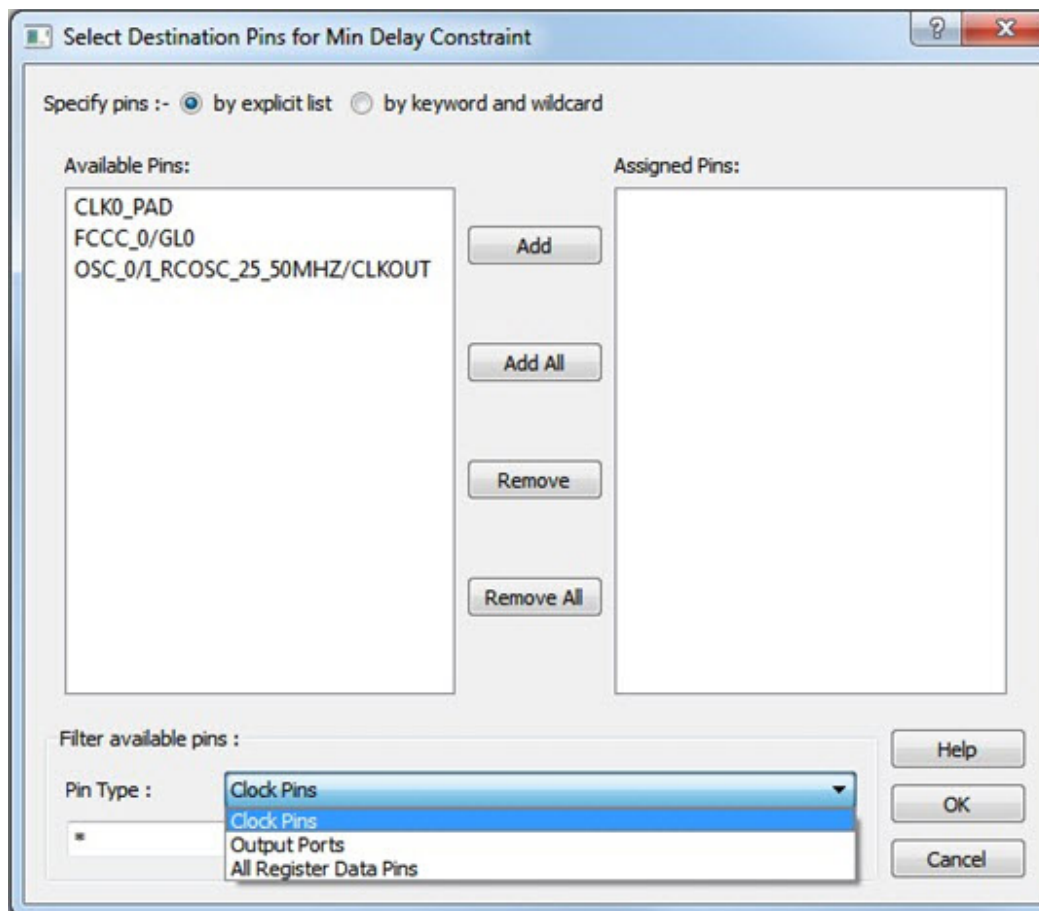 Select Destination Pins for Min Delay Constraint
?
X
Specify pins :- by explicit list by keyword and wildcard
Available Pins:
Assigned Pins:
CLK0_PAD
FCCC_0/GL0
OSC_0/I_RCOSC_25_50MHZ/CLKOUT
Add
Add All
Remove
Remove All
Filter available pins :
Pin Type :
Clock Pins
Clock Pins
Output Ports
All Register Data Pins
*
Help
OK
Cancel